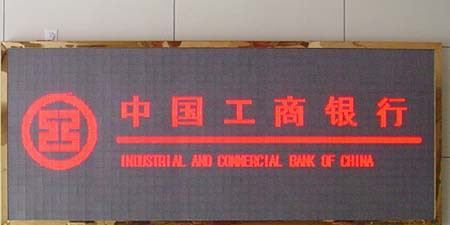 中国工商银行
INDUSTRIAL AND COMMERCIAL BANK OF CHINA